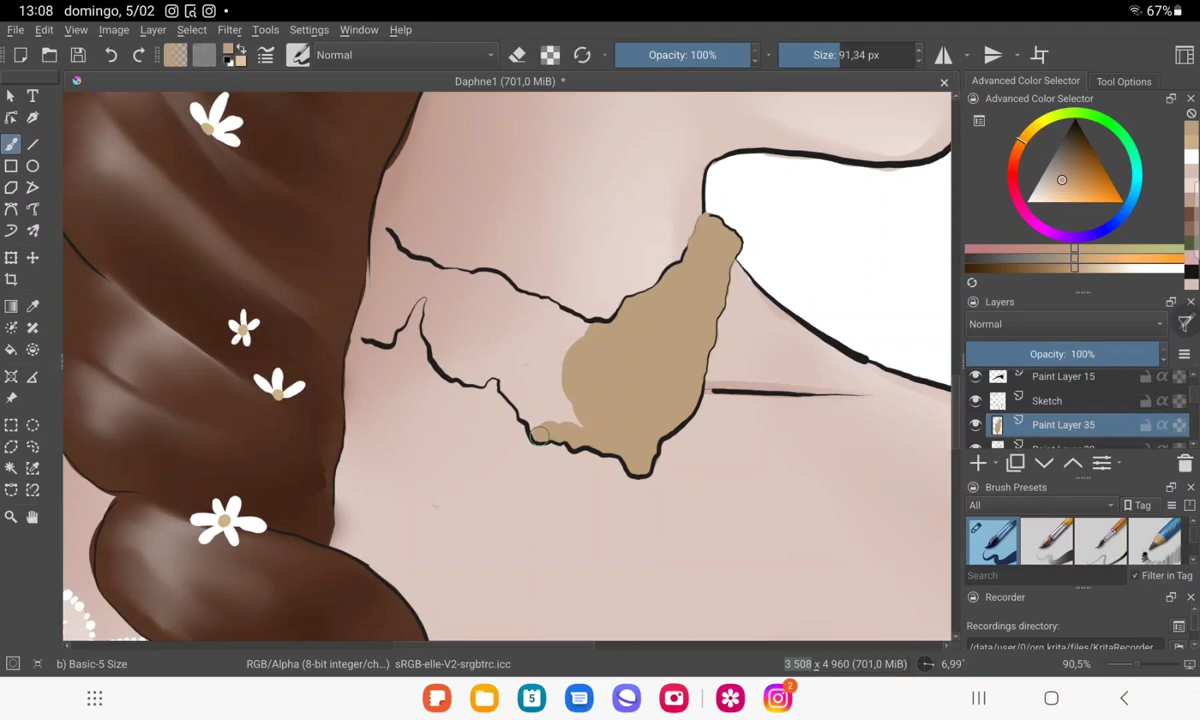 13:08 domingo, 5/02
67%
File Edit View Image Layer Select Filter Tools Settings Window Help
Normal
Opacity: 100%
Size: 91,34 px
Daphne1 (701,0 MiB) *
Advanced Color Selector
Tool Options
Advanced Color Selector
Layers
Normal
Opacity: 100%
Paint Layer 15
Sketch
Paint Layer 35
Brush Presets
All
Tag
Search
Filter in Tag
Recorder
Recordings directory:
/data/user/0/org.krita/files/KritaRecorder
b) Basic-5 Size
RGB/Alpha (8-bit integer/ch...) sRGB-elle-V2-srgbtrc.icc
3 508 x 4 960 (701,0 MiB)
6,99°
90,5%
5
2